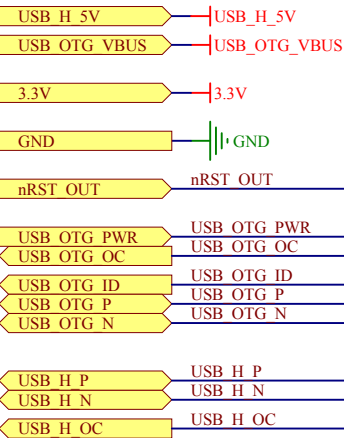 USB_H_5V USB_H_5V
USB_OTG_VBUS USB_OTG_VBUS
3.3V 3.3V
GND GND
nRST_OUT nRST_OUT
USB_OTG_PWR USB_OTG_PWR
USB_OTG_OC USB_OTG_OC
USB_OTG_ID USB_OTG_ID
USB_OTG_P USB_OTG_P
USB_OTG_N USB_OTG_N
USB_H_P USB_H_P
USB_H_N USB_H_N
USB_H_OC USB_H_OC